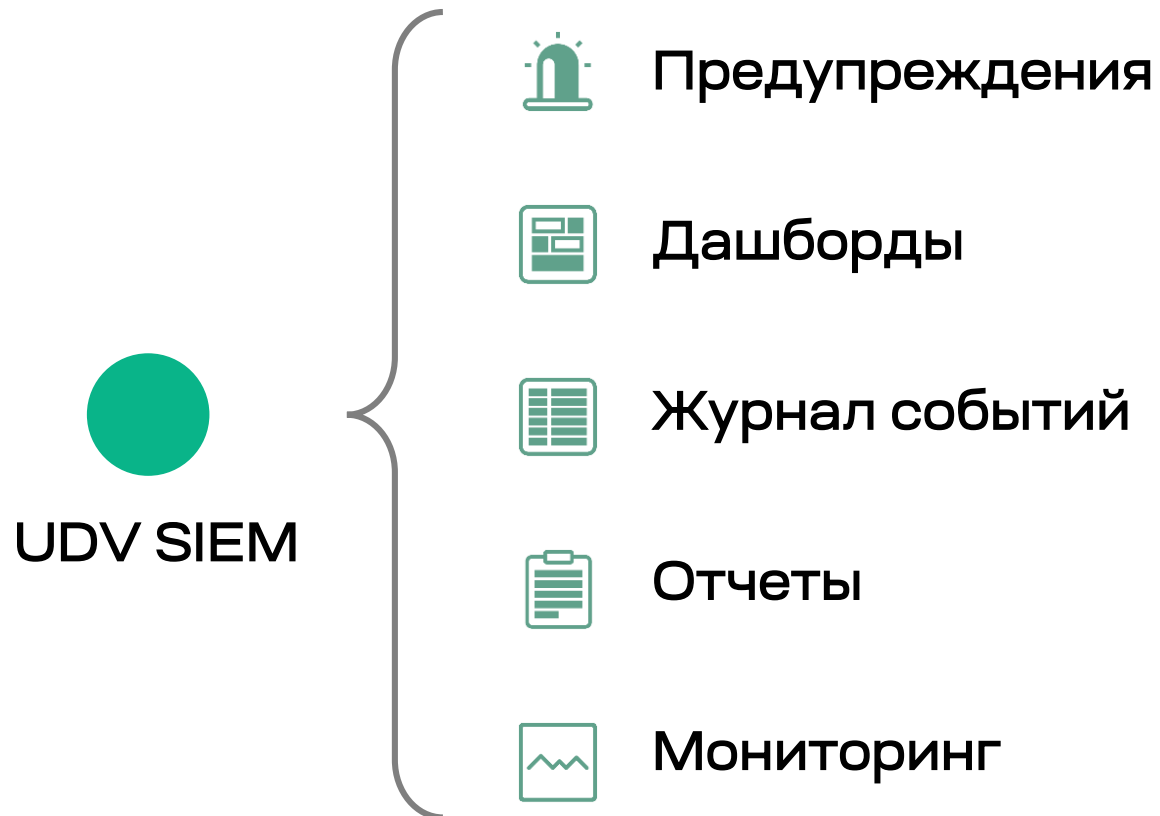 Предупреждения
Дашборды
Журнал событий
UDV SIEM
Отчеты
Мониторинг